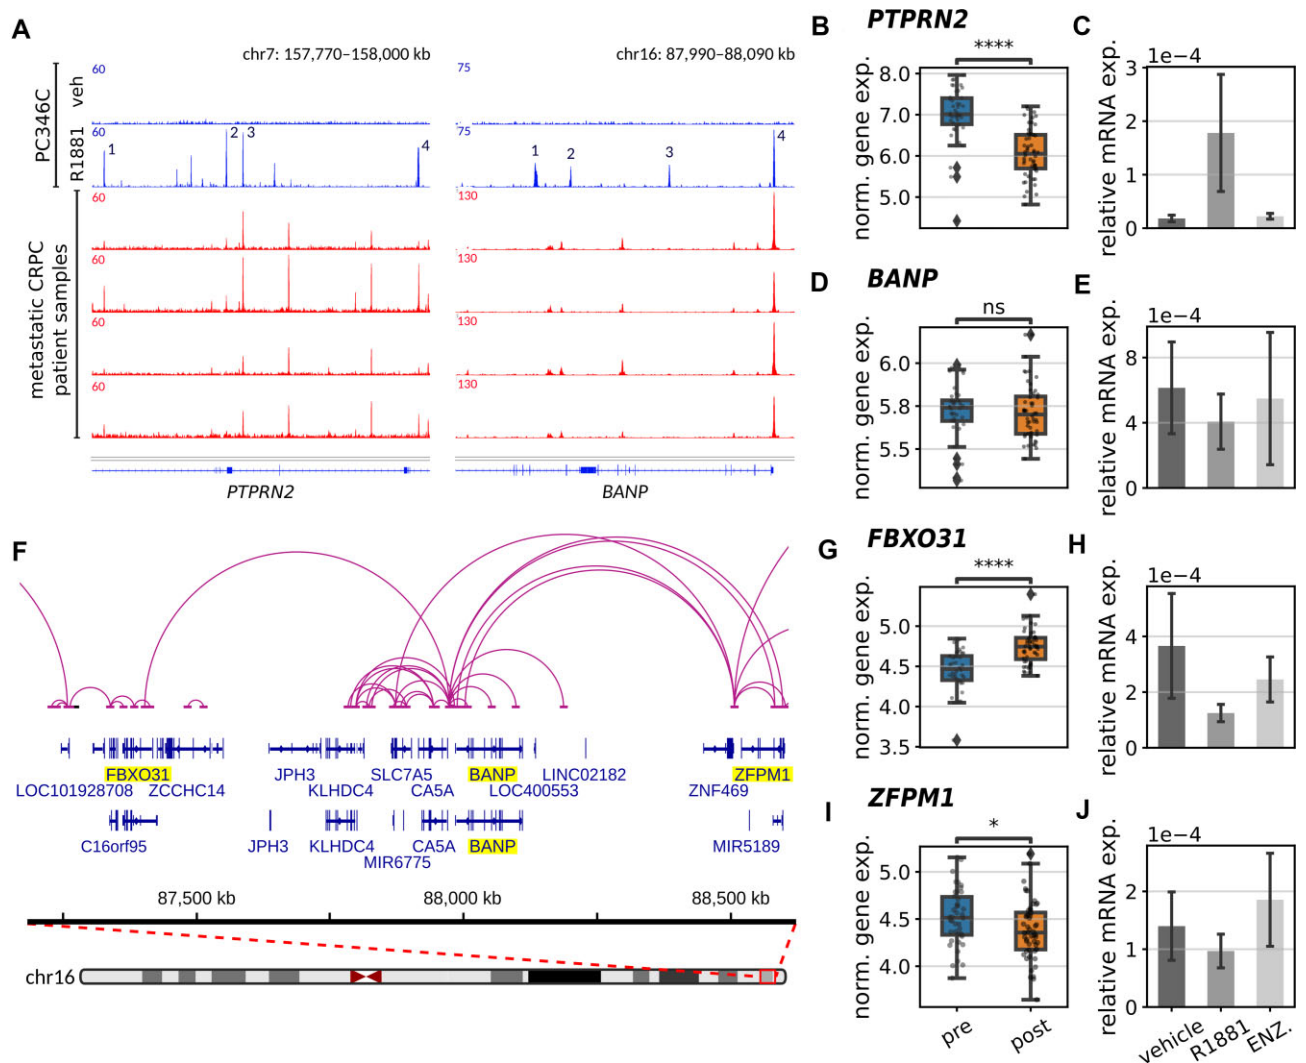 A
chr7: 157,770–158,000 kb
chr16: 87,990–88,090 kb
PC346C
veh
R1881
60
75
60
75
1
2
3
4
1
2
3
4
metastatic CRPC
patient samples
60
130
60
130
60
130
60
130
PTPRN2
BANP
B
PTPRN2
****
norm. gene exp.
8.0
7.0
6.0
5.0
C
1e−4
relative mRNA exp.
3
2
1
0
D
BANP
ns
norm. gene exp.
6.0
5.8
5.5
E
1e−4
relative mRNA exp.
8
4
0
F
FBXO31
BANP
ZFPM1
JPH3
SLC7A5
LINC02182
LOC101928708
ZCCHC14
KLHDC4
CA5A
LOC400553
ZNF469
C16orf95
JPH3
KLHDC4
CA5A
BANP
MIR5189
MIR6775
87,500 kb
88,000 kb
88,500 kb
chr16
G
FBXO31
****
norm. gene exp.
5.0
4.5
4.0
3.5
H
1e−4
relative mRNA exp.
4
2
0
I
ZFPM1
*
norm. gene exp.
5.0
4.5
4.0
pre
post
J
1e−4
relative mRNA exp.
2
1
0
vehicle
R1881
ENZ.